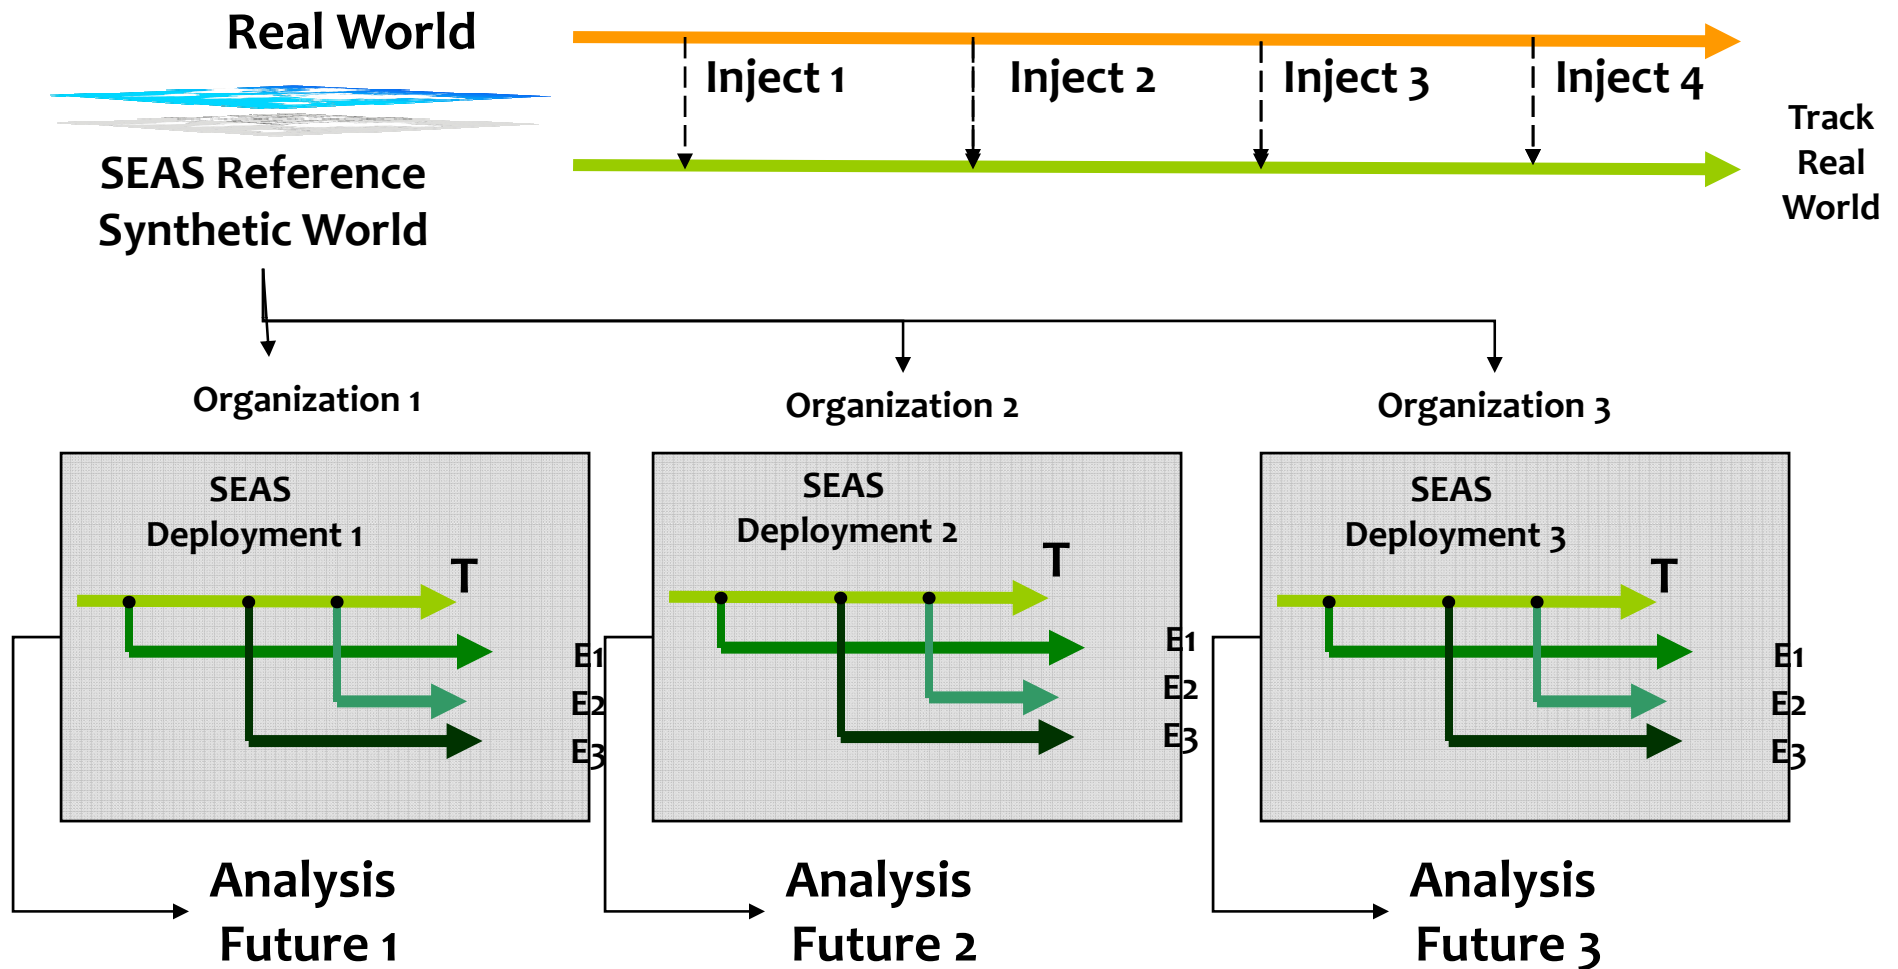 Real World
Inject 1
Inject 2
Inject 3
Inject 4
Track
Real
World
SEAS Reference
Synthetic World
Organization 1
Organization 2
Organization 3
SEAS
Deployment 1
T
E1
E2
E3
SEAS
Deployment 2
T
E1
E2
E3
SEAS
Deployment 3
T
E1
E2
E3
Analysis
Future 1
Analysis
Future 2
Analysis
Future 3